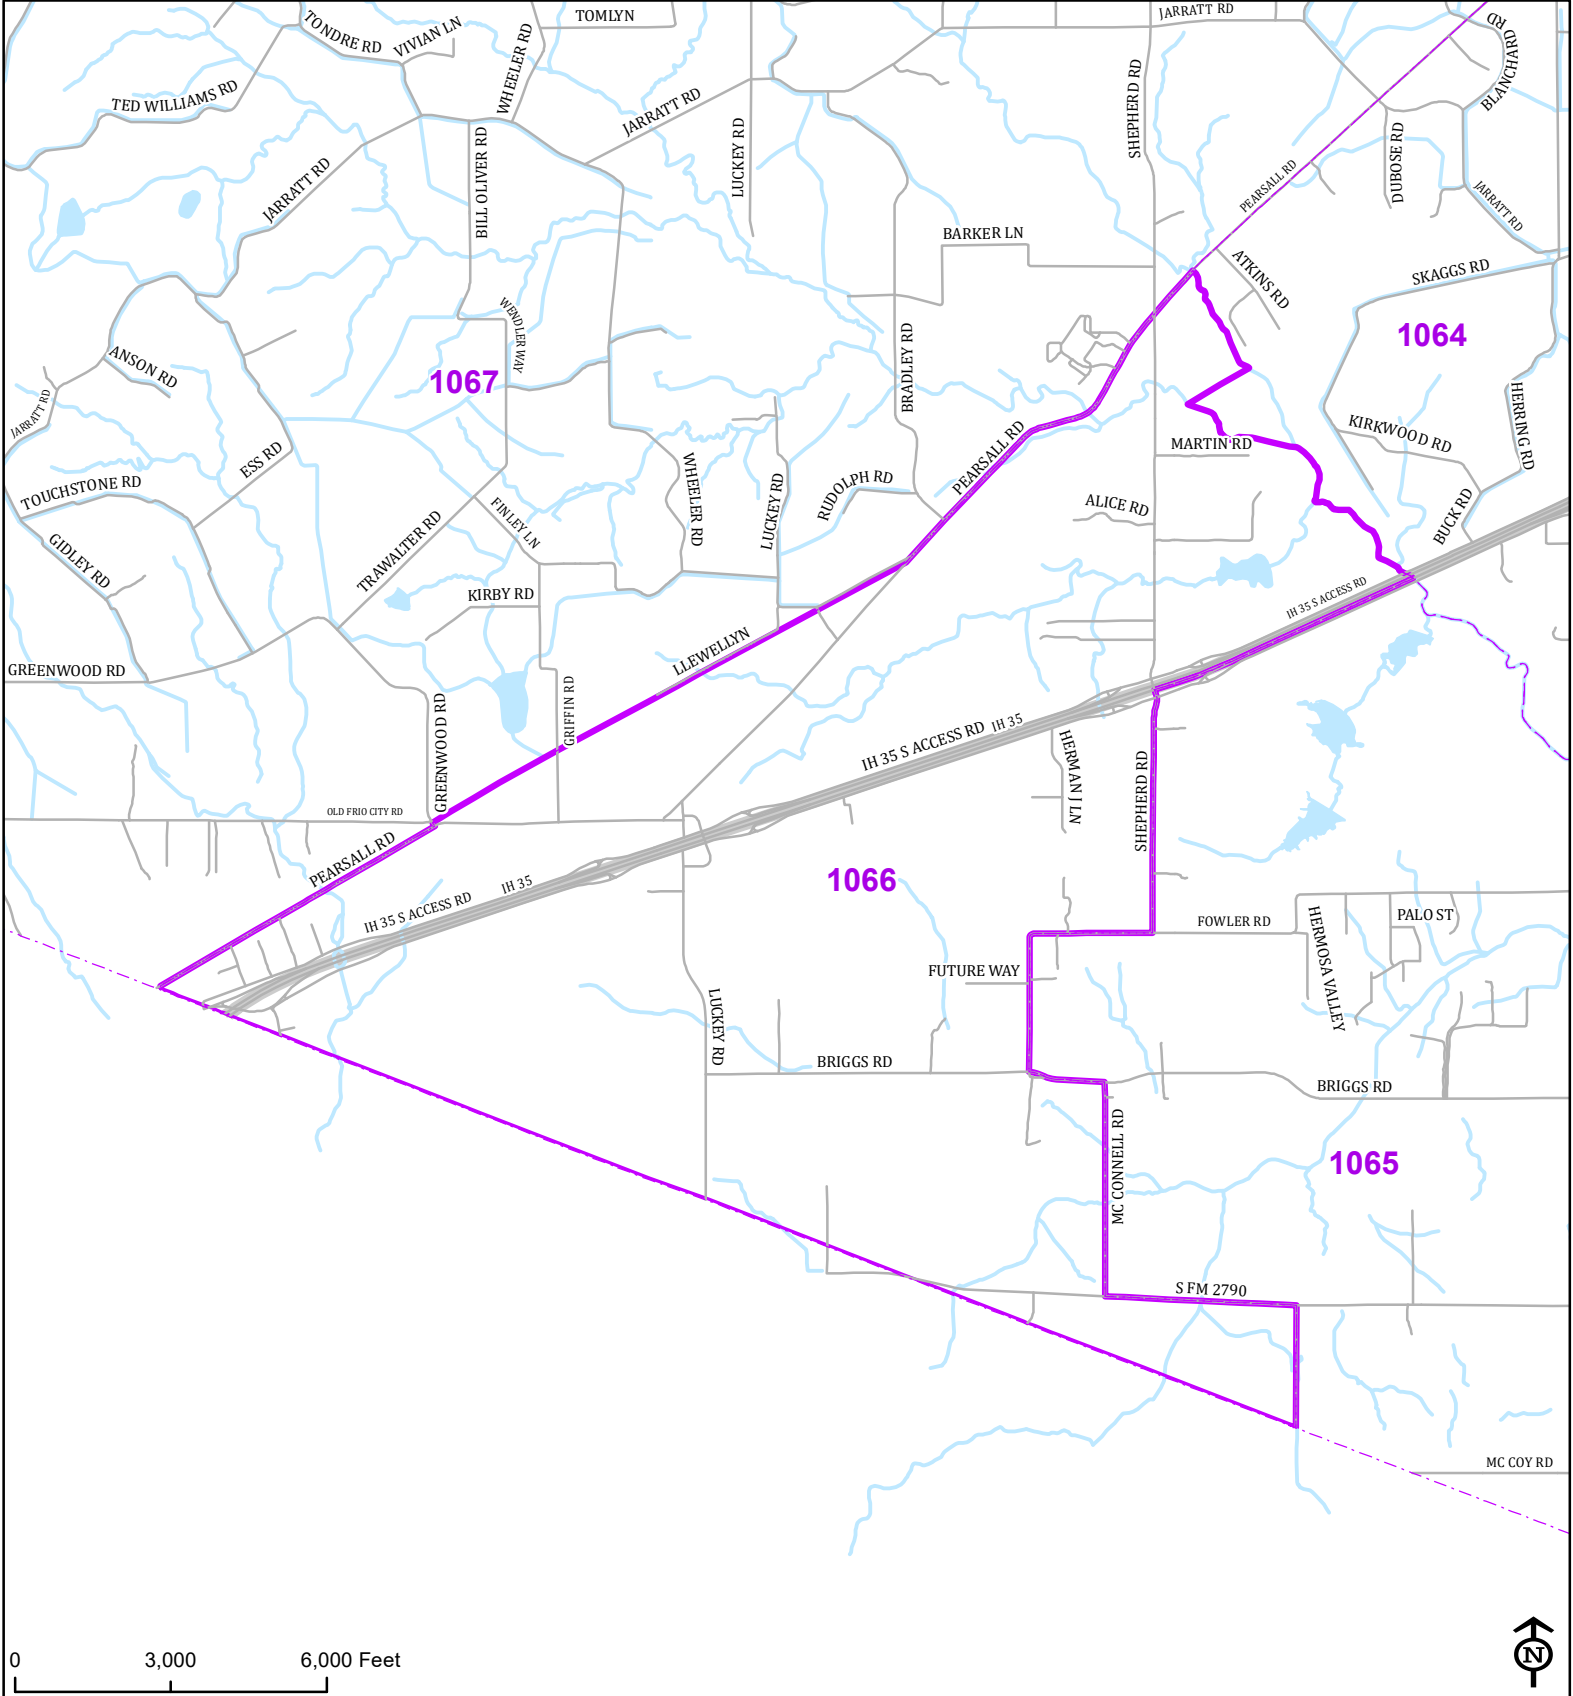 TOMLYN
JARRATT RD
TONDRE RD
VIVIAN LN
WHEELER RD
BLANCHARD RD
TED WILLIAMS RD
JARRATT RD
SHEPHERD RD
BILL OLIVER RD
LUCKEY RD
DUBOSE RD
JARRATT RD
PEARSALL RD
JARRATT RD
BARKER LN
ATKINS RD
SKAGGS RD
WENDLER WAY
1064
ANSON RD
1067
BRADLEY RD
JARRATT RD
HERRING RD
KIRKWOOD RD
MARTIN RD
ESS RD
PEARSALL RD
TOUCHSTONE RD
WHEELER RD
LUCKEY RD
RUDOLPH RD
ALICE RD
BUCK RD
FINLEY LN
TRAWALTER RD
GIDLEY RD
KIRBY RD
IH 35 S ACCESS RD
LLEWELLYN
GREENWOOD RD
GRIFFIN RD
GREENWOOD RD
IH 35
IH 35 S ACCESS RD
HERMAN J LN
SHEPHERD RD
OLD FRIO CITY RD
PEARSALL RD
1066
IH 35
IH 35 S ACCESS RD
FOWLER RD
PALO ST
HERMOSA VALLEY
FUTURE WAY
LUCKEY RD
BRIGGS RD
BRIGGS RD
MC CONNELL RD
1065
S FM 2790
MC COY RD
0
3,000
6,000 Feet
N